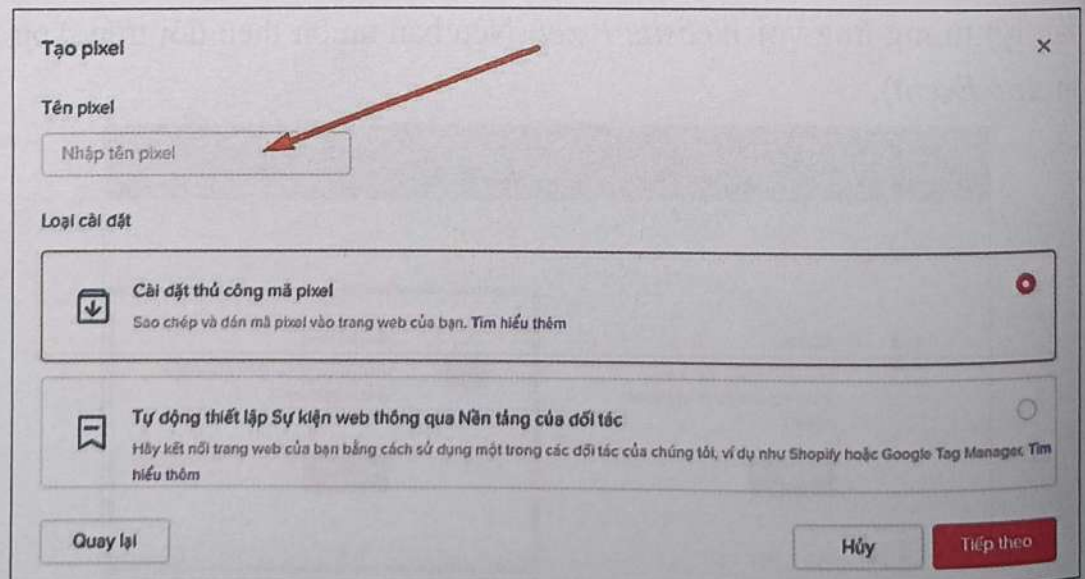 Tạo pixel
Tên pixel
Nhập tên pixel
Loại cài đặt
Cài đặt thủ công mã pixel
Sao chép và dán mã pixel vào trang web của bạn. Tìm hiểu thêm
Tự động thiết lập Sự kiện web thông qua Nền tảng của đối tác
Hãy kết nối trang web của bạn bằng cách sử dụng một trong các đối tác của chúng tôi, ví dụ như Shopify hoặc Google Tag Manager. Tìm
hiểu thêm
Quay lại
Hủy
Tiếp theo